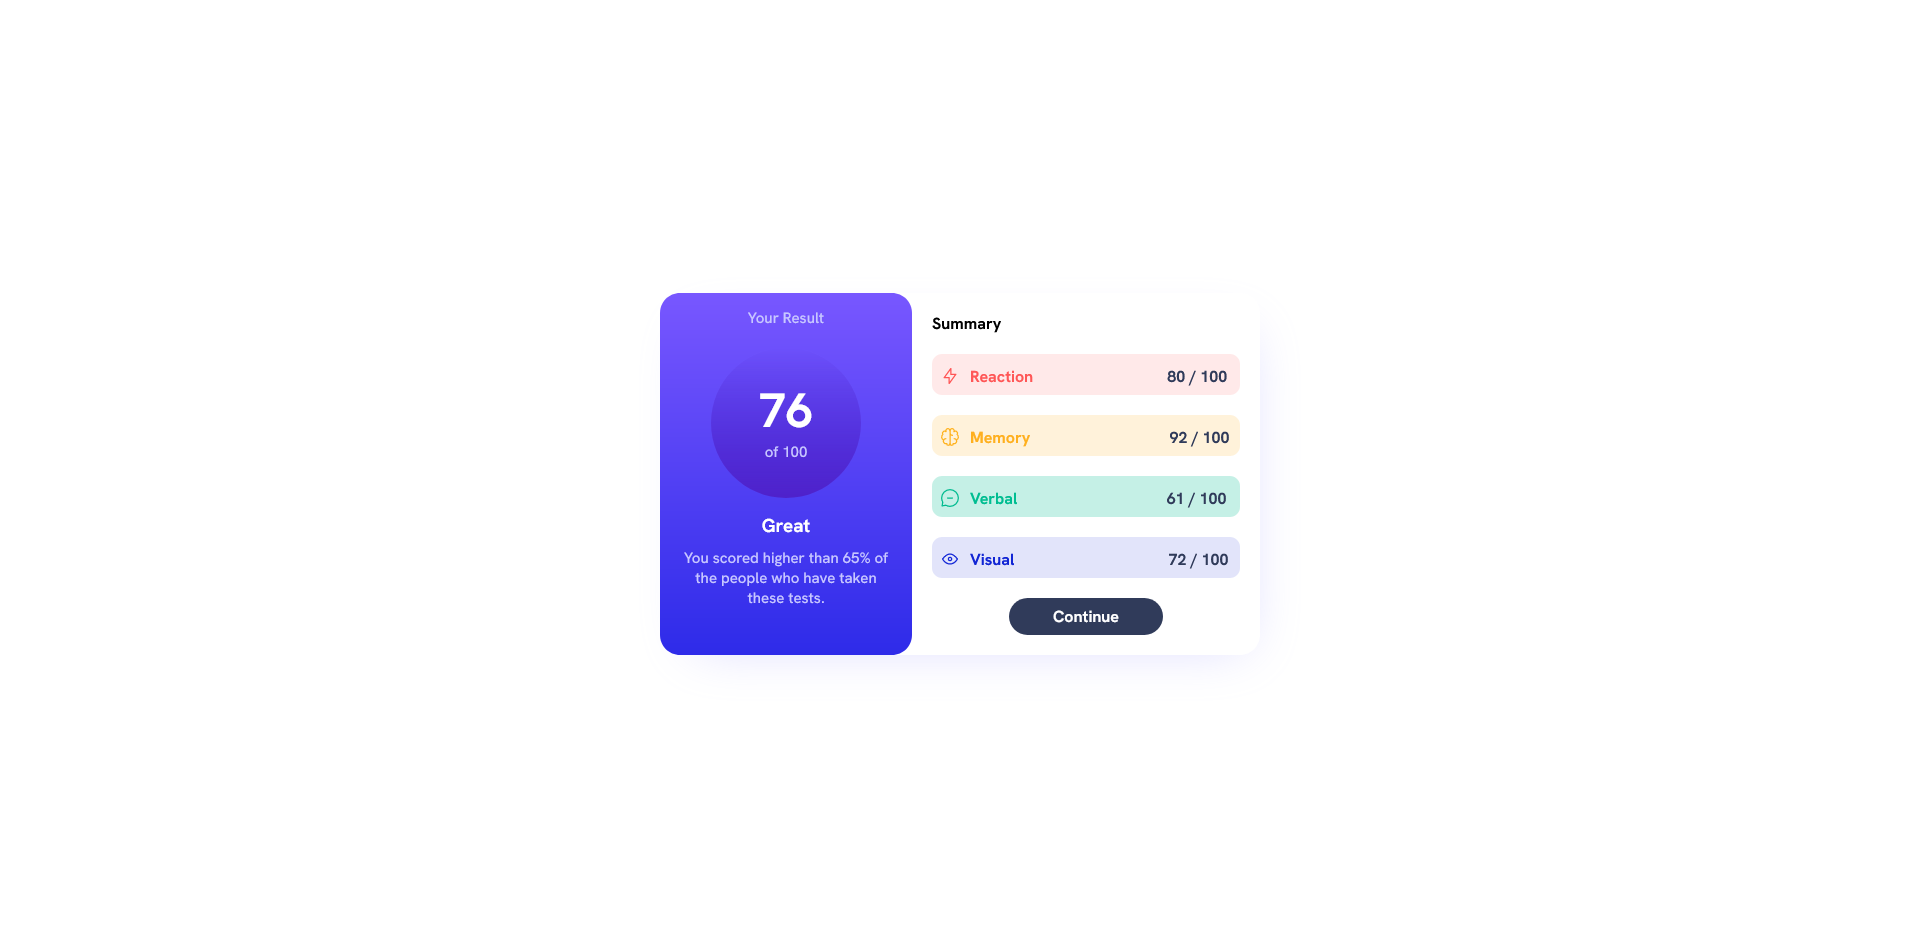 Your Result
76
of 100
Great
You scored higher than 65% of
the people who have taken
these tests.
Summary
Reaction 80 / 100
Memory 92 / 100
Verbal 61 / 100
Visual 72 / 100
Continue